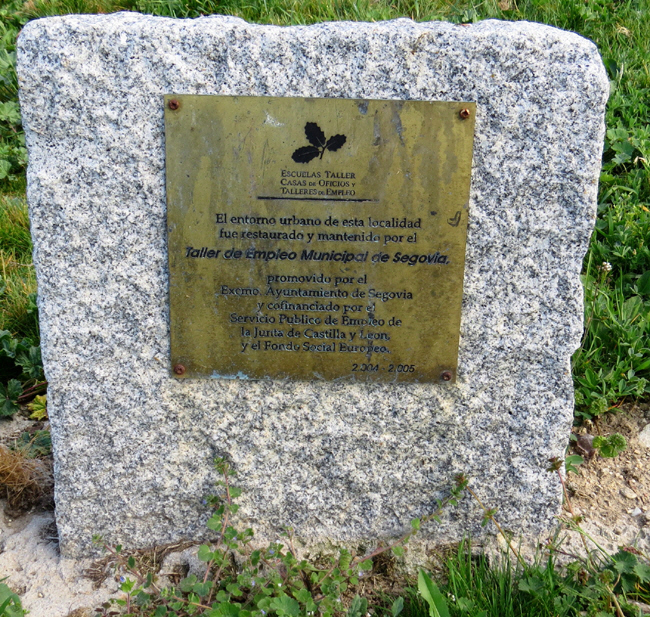 ESCUELAS TALLER
CASAS DE OFICIOS Y
TALLERES DE EMPLEO
El entorno urbano de esta localidad
fue restaurado y mantenido por el
Taller de Empleo Municipal de Segovia,
promovido por el
Excmo. Ayuntamiento de Segovia
y cofinanciado por el
Servicio Público de Empleo de
la Junta de Castilla y León,
y el Fondo Social Europeo.
2.004 - 2.005